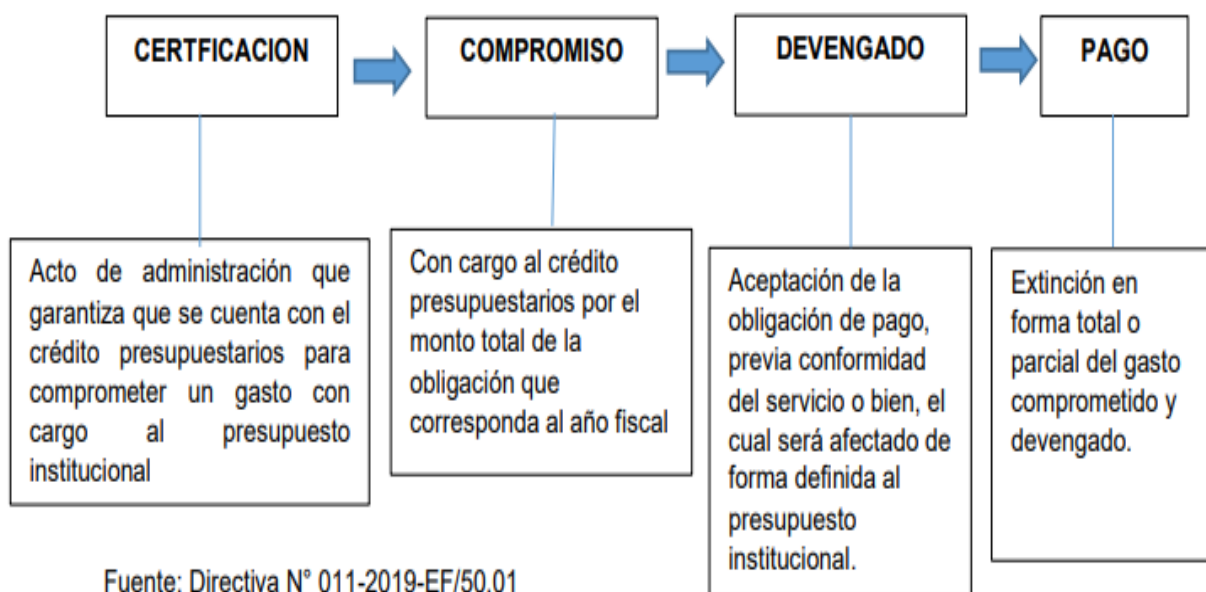 CERTFICACION
COMPROMISO
DEVENGADO
PAGO
Acto de administración que
garantiza que se cuenta con el
crédito presupuestarios para
comprometer un gasto con
cargo al presupuesto
institucional
Con cargo al crédito
presupuestarios por el
monto total de la
obligación que
corresponda al año fiscal
Aceptación de la
obligación de pago,
previa conformidad
del servicio o bien, el
cual será afectado de
forma definida al
presupuesto
institucional.
Extinción en
forma total o
parcial del gasto
comprometido y
devengado.
Fuente: Directiva N° 011-2019-EF/50.01